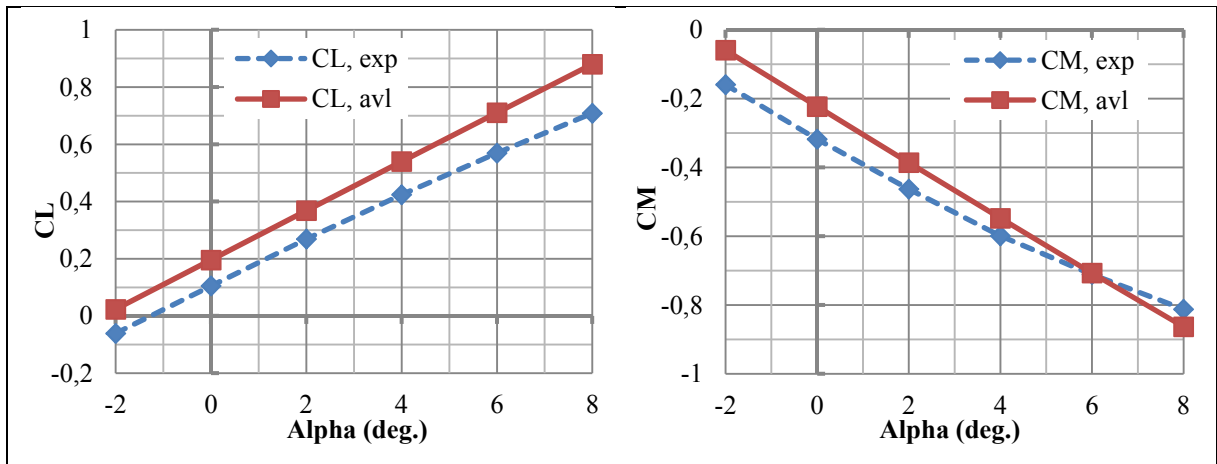 1
0,8
0,6
0,4
0,2
0
-0,2
CL
CL, exp
CL, avl
-2 0 2 4 6 8
Alpha (deg.)
0
-0,2
-0,4
-0,6
-0,8
-1
CM
CM, exp
CM, avl
-2 0 2 4 6 8
Alpha (deg.)